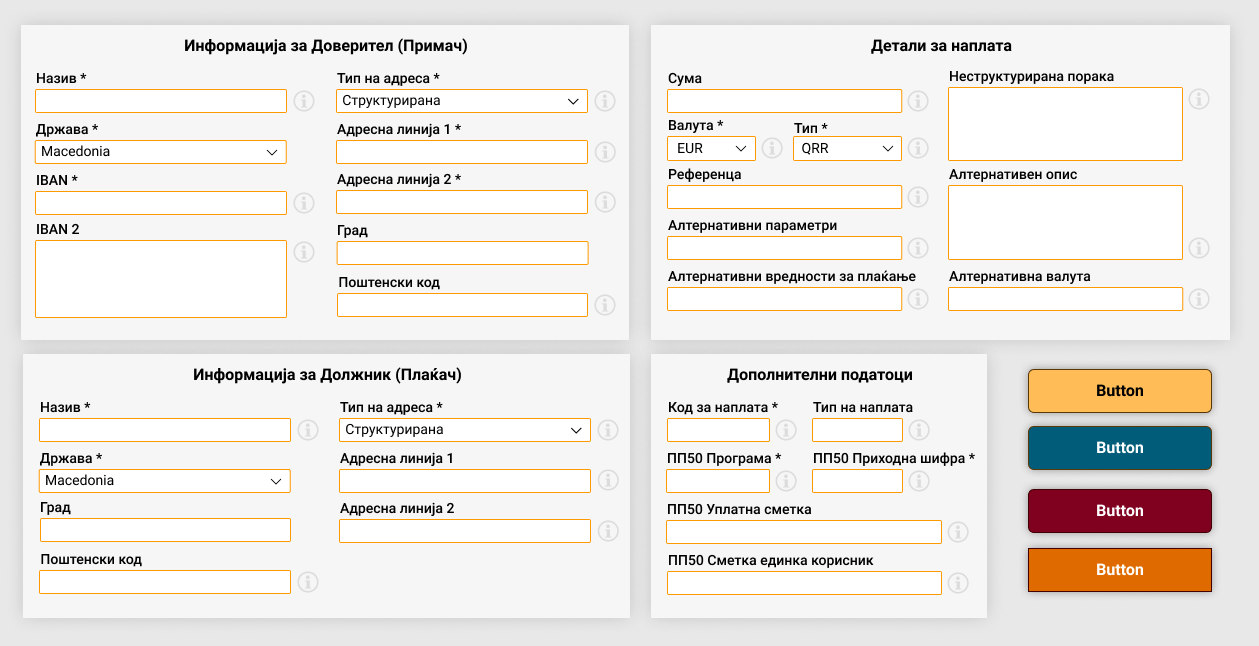 Информација за Доверител (Примач)
Назив *
Тип на адреса *
Структурирана
Држава *
Macedonia
Адресна линија 1 *
IBAN *
Адресна линија 2 *
IBAN 2
Град
Поштенски код
Детали за наплата
Сума
Неструктурирана порака
Валута *
Тип *
EUR
QRR
Референца
Алтернативен опис
Алтернативни параметри
Алтернативни вредности за плаќање
Алтернативна валута
Информација за Должник (Плаќач)
Назив *
Тип на адреса *
Структурирана
Држава *
Macedonia
Адресна линија 1
Град
Адресна линија 2
Поштенски код
Дополнителни податоци
Код за наплата *
Тип на наплата
ПП50 Програма *
ПП50 Приходна шифра *
ПП50 Уплатна сметка
ПП50 Сметка единка корисник
Button
Button
Button
Button